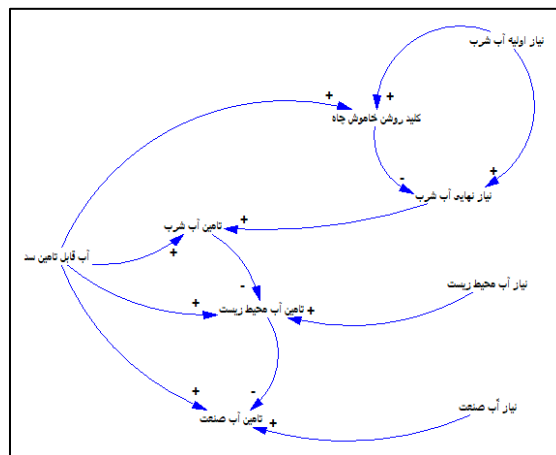 نیاز اولیه آب شرب
+
+
کلید روشن خاموش چاه
-
+
نیاز نهایی آب شرب
تامین آب شرب
+
آب قابل تامین سد
+
-
نیاز آب محیط زیست
+
تامین آب محیط زیست
+
+
-
نیاز آب صنعت
تامین آب صنعت
+